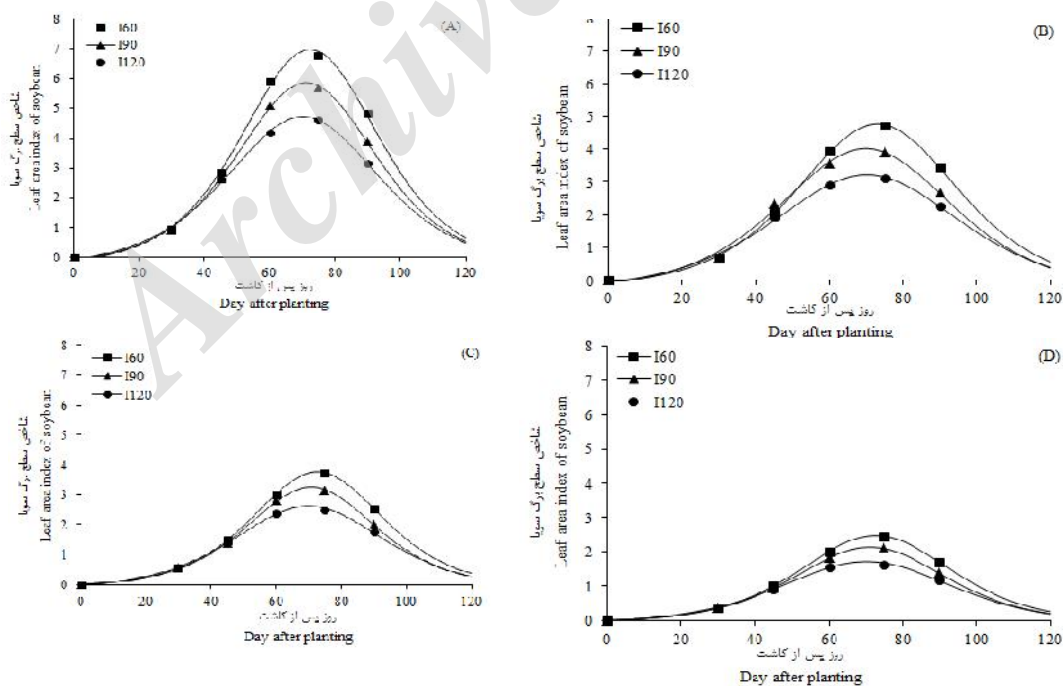 Archive
(A)
I60
I90
I120
8
7
6
5
4
3
2
1
0
شاخص سطح برگ سویا
Leaf area index of soybean
0 20 40 60 80 100 120
روز پس از کاشت
Day after planting
(B)
I60
I90
I120
8
7
6
5
4
3
2
1
0
شاخص سطح برگ سویا
Leaf area index of soybean
0 20 40 60 80 100 120
روز پس از کاشت
Day after planting
(C)
I60
I90
I120
8
7
6
5
4
3
2
1
0
شاخص سطح برگ سویا
Leaf area index of soybean
0 20 40 60 80 100 120
روز پس از کاشت
Day after planting
(D)
I60
I90
I120
8
7
6
5
4
3
2
1
0
شاخص سطح برگ سویا
Leaf area index of soybean
0 20 40 60 80 100 120
روز پس از کاشت
Day after planting